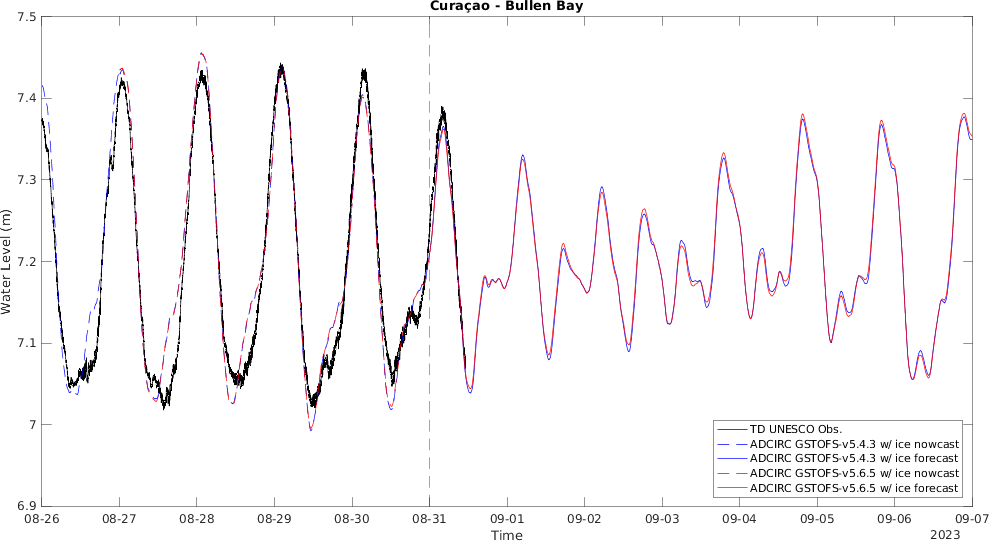 Curaçao - Bullen Bay
7.5
7.4
7.3
7.2
7.1
7
6.9
Water Level (m)
08-26 08-27 08-28 08-29 08-30 08-31 09-01 09-02 09-03 09-04 09-05 09-06 09-07
Time
2023
TD UNESCO Obs.
ADCIRC GSTOFS-v5.4.3 w/ ice nowcast
ADCIRC GSTOFS-v5.4.3 w/ ice forecast
ADCIRC GSTOFS-v5.6.5 w/ ice nowcast
ADCIRC GSTOFS-v5.6.5 w/ ice forecast